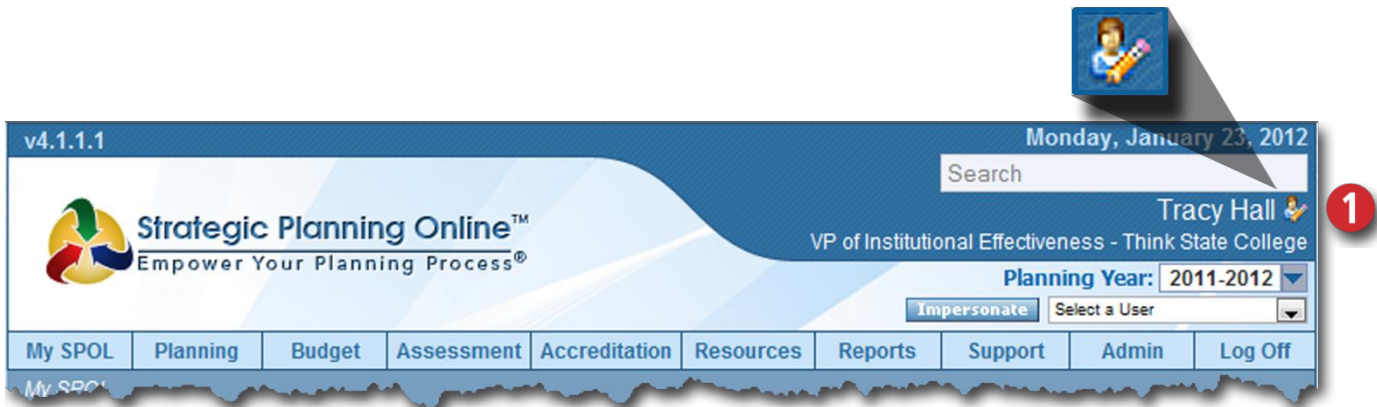 v4.1.1.1
Monday, January 23, 2012
Search
Tracy Hall
1
VP of Institutional Effectiveness - Think State College
Strategic Planning Online™
Empower Your Planning Process®
Planning Year: 2011-2012
Impersonate Select a User
My SPOL Planning Budget Assessment Accreditation Resources Reports Support Admin Log Off
My SPOL